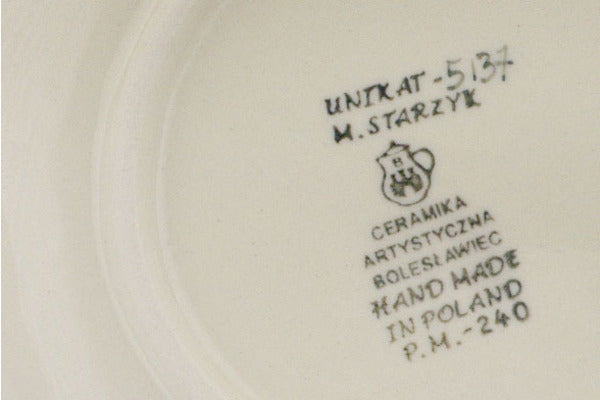 UNIKAT -5137
M. STARZYK
B
CERAMIKA
ARTYSTYCZNA
BOLESŁAWIEC
HAND MADE
IN POLAND
P.M.-240